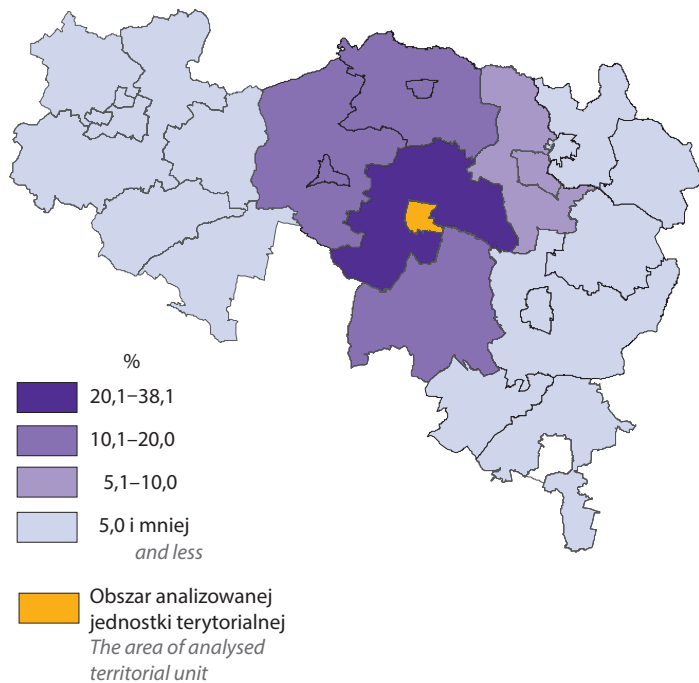 %
20,1–38,1
10,1–20,0
5,1–10,0
5,0 i mniej
and less
Obszar analizowanej
jednostki terytorialnej
The area of analysed
territorial unit